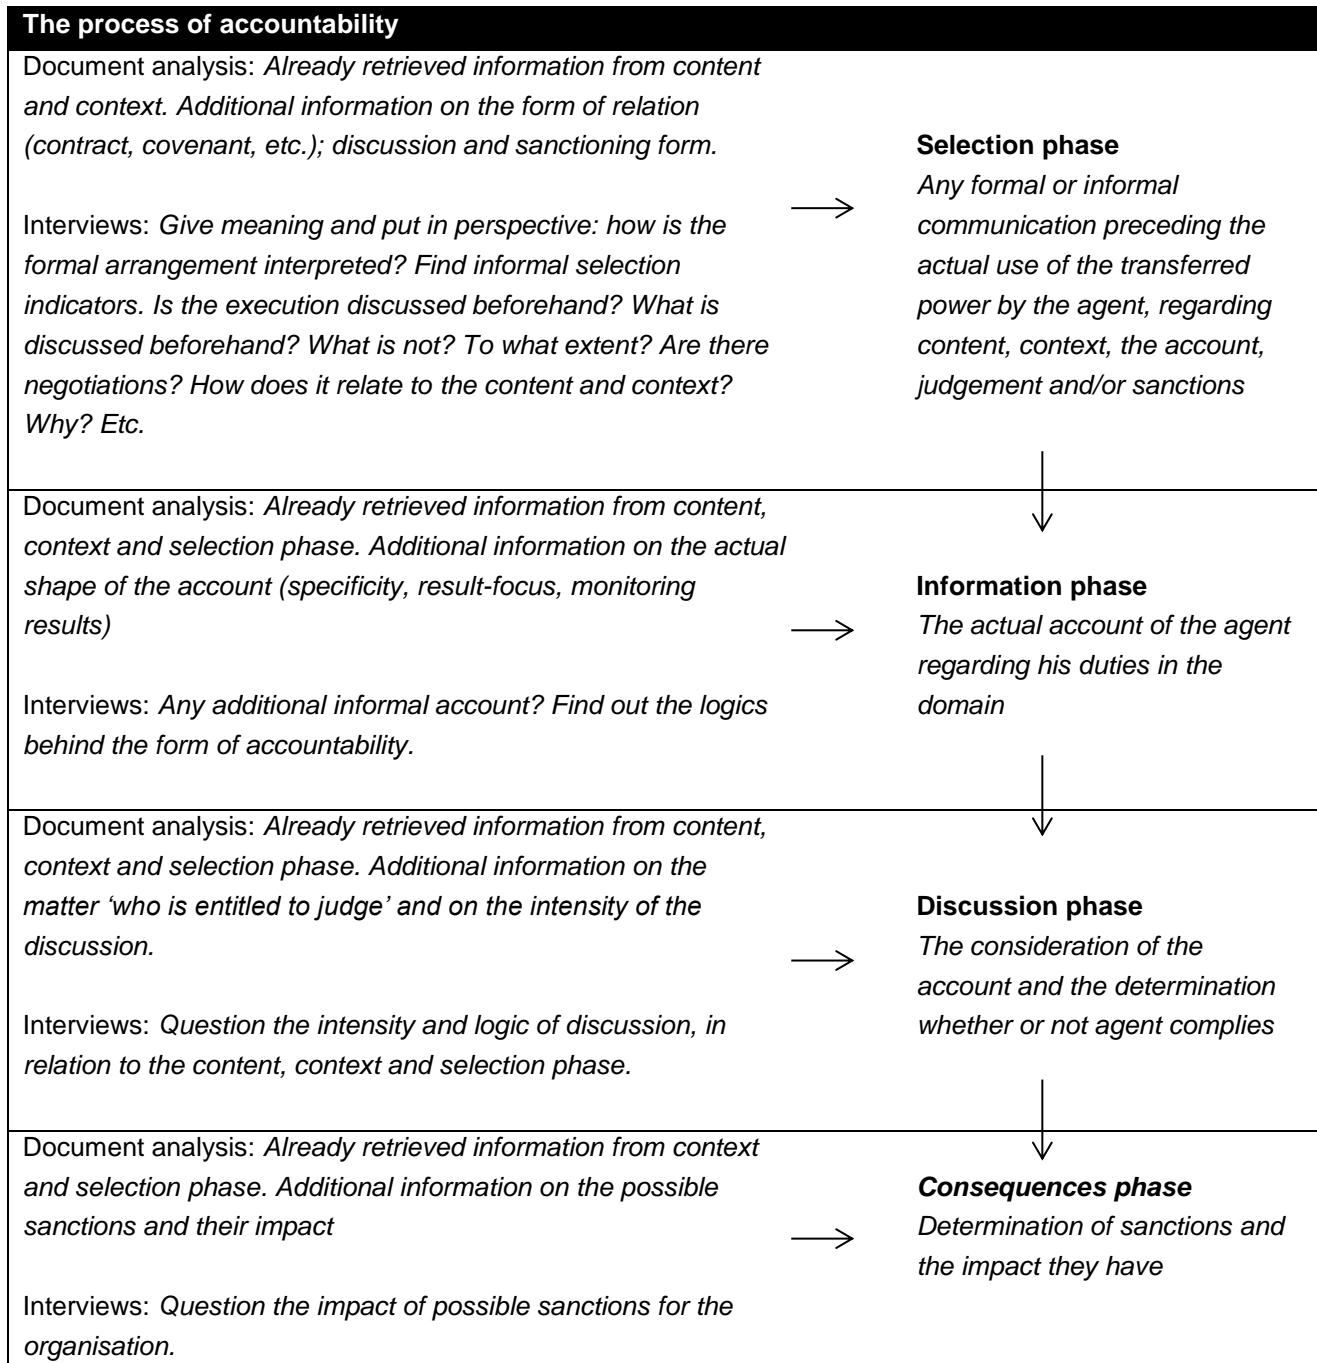 The process of accountability
Document analysis: Already retrieved information from content
and context. Additional information on the form of relation
(contract, covenant, etc.); discussion and sanctioning form.
Interviews: Give meaning and put in perspective: how is the
formal arrangement interpreted? Find informal selection
indicators. Is the execution discussed beforehand? What is
discussed beforehand? What is not? To what extent? Are there
negotiations? How does it relate to the content and context?
Why? Etc.
Selection phase
Any formal or informal
communication preceding the
actual use of the transferred
power by the agent, regarding
content, context, the account,
judgement and/or sanctions
Document analysis: Already retrieved information from content,
context and selection phase. Additional information on the actual
shape of the account (specificity, result-focus, monitoring
results)
Interviews: Any additional informal account? Find out the logics
behind the form of accountability.
Information phase
The actual account of the agent
regarding his duties in the
domain
Document analysis: Already retrieved information from content,
context and selection phase. Additional information on the
matter ‘who is entitled to judge’ and on the intensity of the
discussion.
Interviews: Question the intensity and logic of discussion, in
relation to the content, context and selection phase.
Discussion phase
The consideration of the
account and the determination
whether or not agent complies
Document analysis: Already retrieved information from context
and selection phase. Additional information on the possible
sanctions and their impact
Interviews: Question the impact of possible sanctions for the
organisation.
Consequences phase
Determination of sanctions and
the impact they have